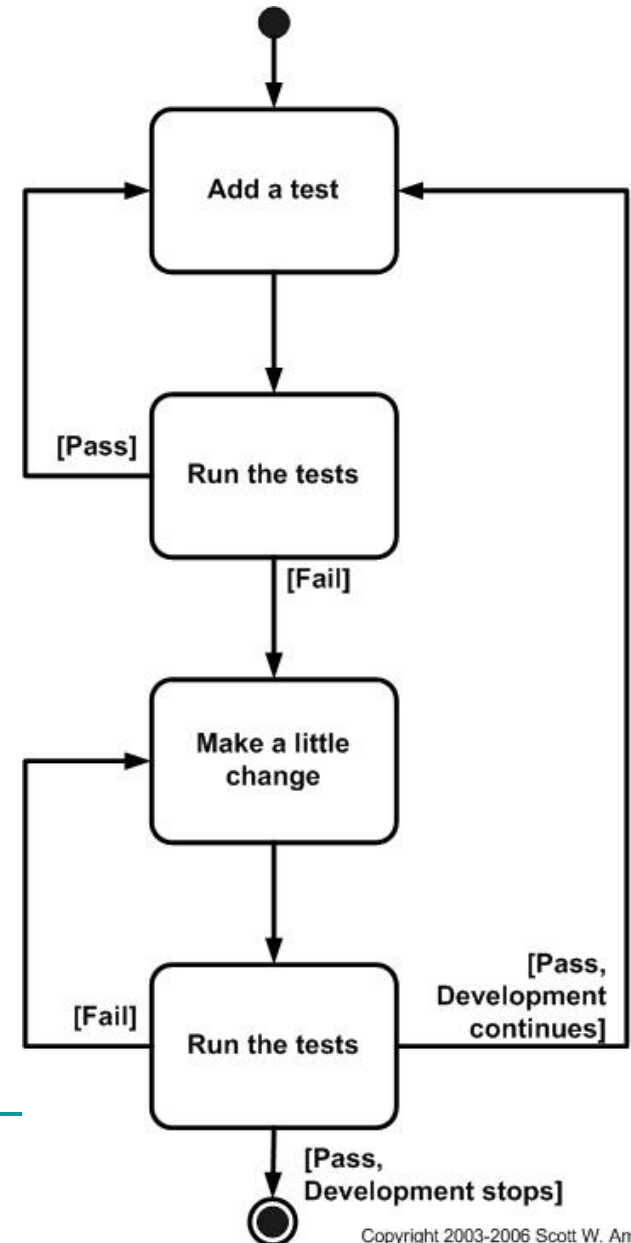 Add a test
[Pass]
Run the tests
[Fail]
Make a little
change
[Fail]
Run the tests
[Pass,
Development
continues]
[Pass,
Development stops]
Copyright 2003-2006 Scott W. Am